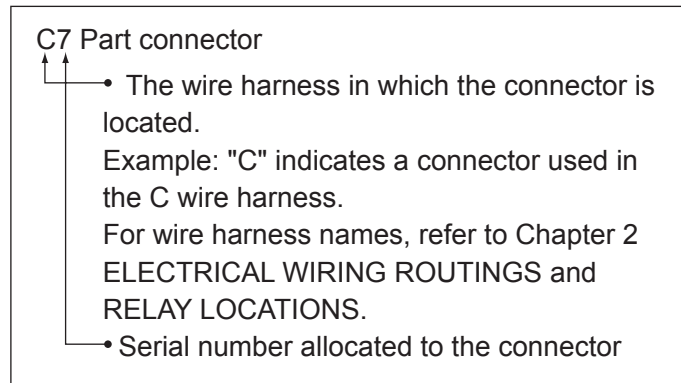 C7 Part connector
• The wire harness in which the connector is
located.
Example: "C" indicates a connector used in
the C wire harness.
For wire harness names, refer to Chapter 2
ELECTRICAL WIRING ROUTINGS and
RELAY LOCATIONS.
• Serial number allocated to the connector